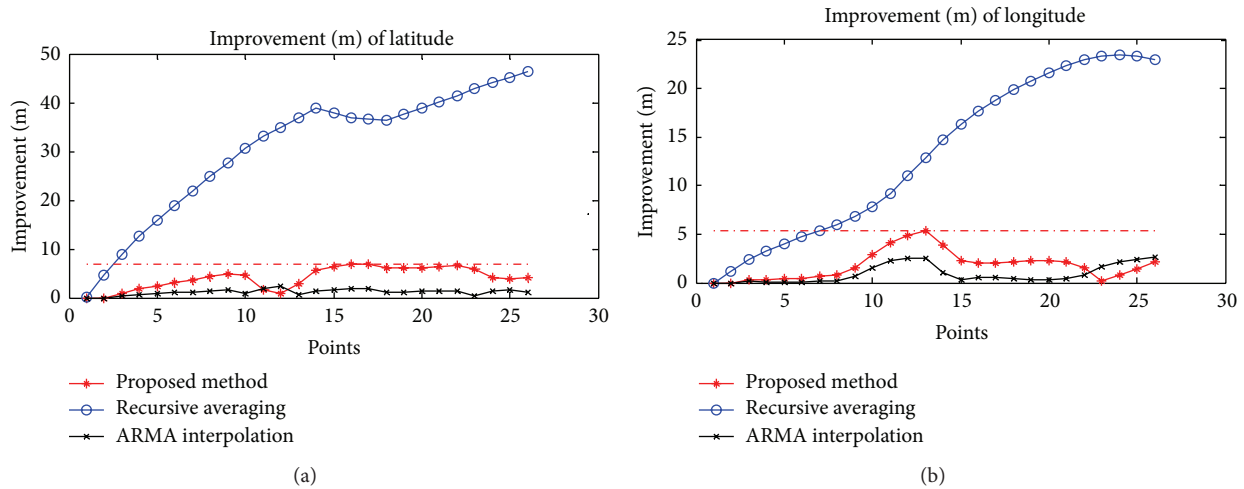 Improvement (m) of latitude
50
40
30
20
10
0
0 5 10 15 20 25 30
Improvement (m)
Points
Proposed method
Recursive averaging
ARMA interpolation
(a)
Improvement (m) of longitude
25
20
15
10
5
0
0 5 10 15 20 25 30
Improvement (m)
Points
Proposed method
Recursive averaging
ARMA interpolation
(b)